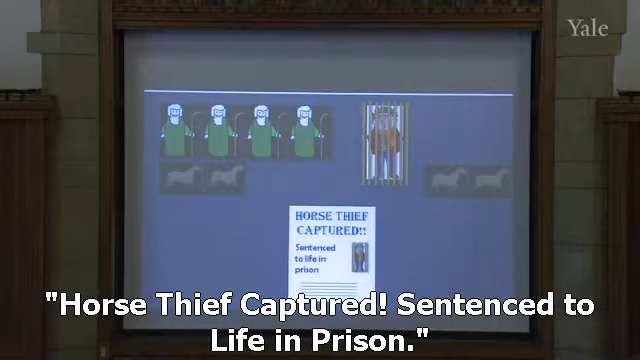 Yale
HORSE THIEF
CAPTURED!!
Sentenced
to life in
prison
"Horse Thief Captured! Sentenced to
Life in Prison."